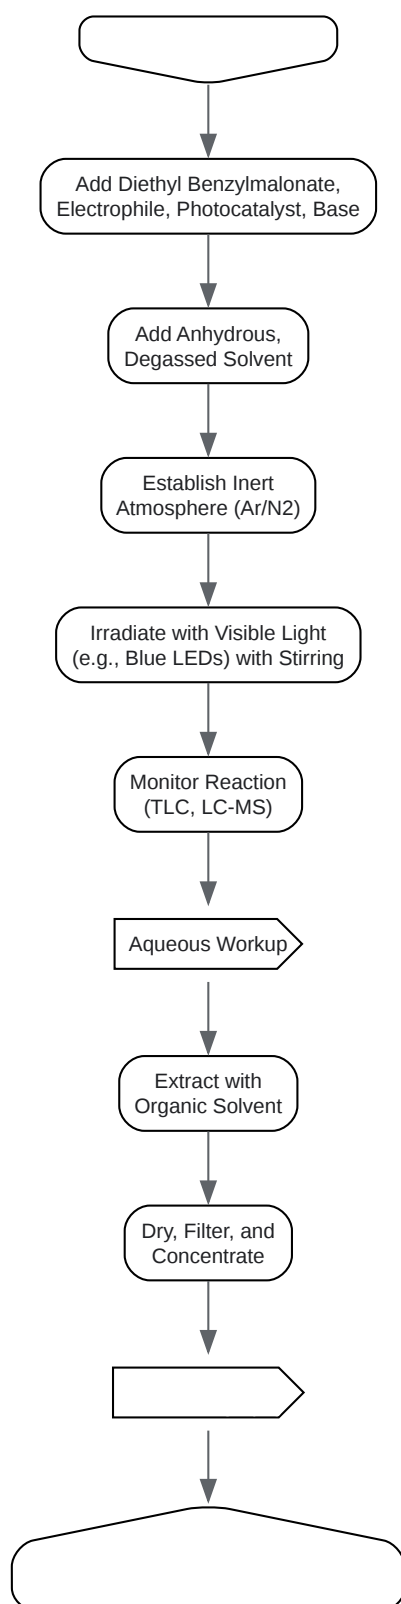 Add Diethyl Benzylmalonate,
Electrophile, Photocatalyst, Base
Add Anhydrous,
Degassed Solvent
Establish Inert
Atmosphere (Ar/N2)
Irradiate with Visible Light
(e.g., Blue LEDs) with Stirring
Monitor Reaction
(TLC, LC-MS)
Aqueous Workup
Extract with
Organic Solvent
Dry, Filter, and
Concentrate